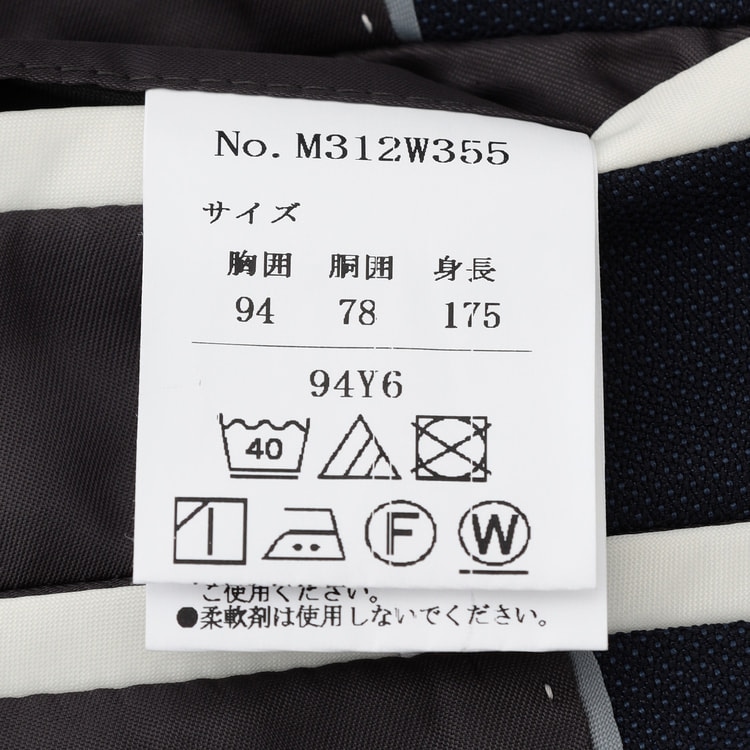 No. M312W355
サイズ
胸囲 胴囲 身長
94 78 175
94Y6
40
F W
ご使用ください。
●柔軟剤は使用しないでください。